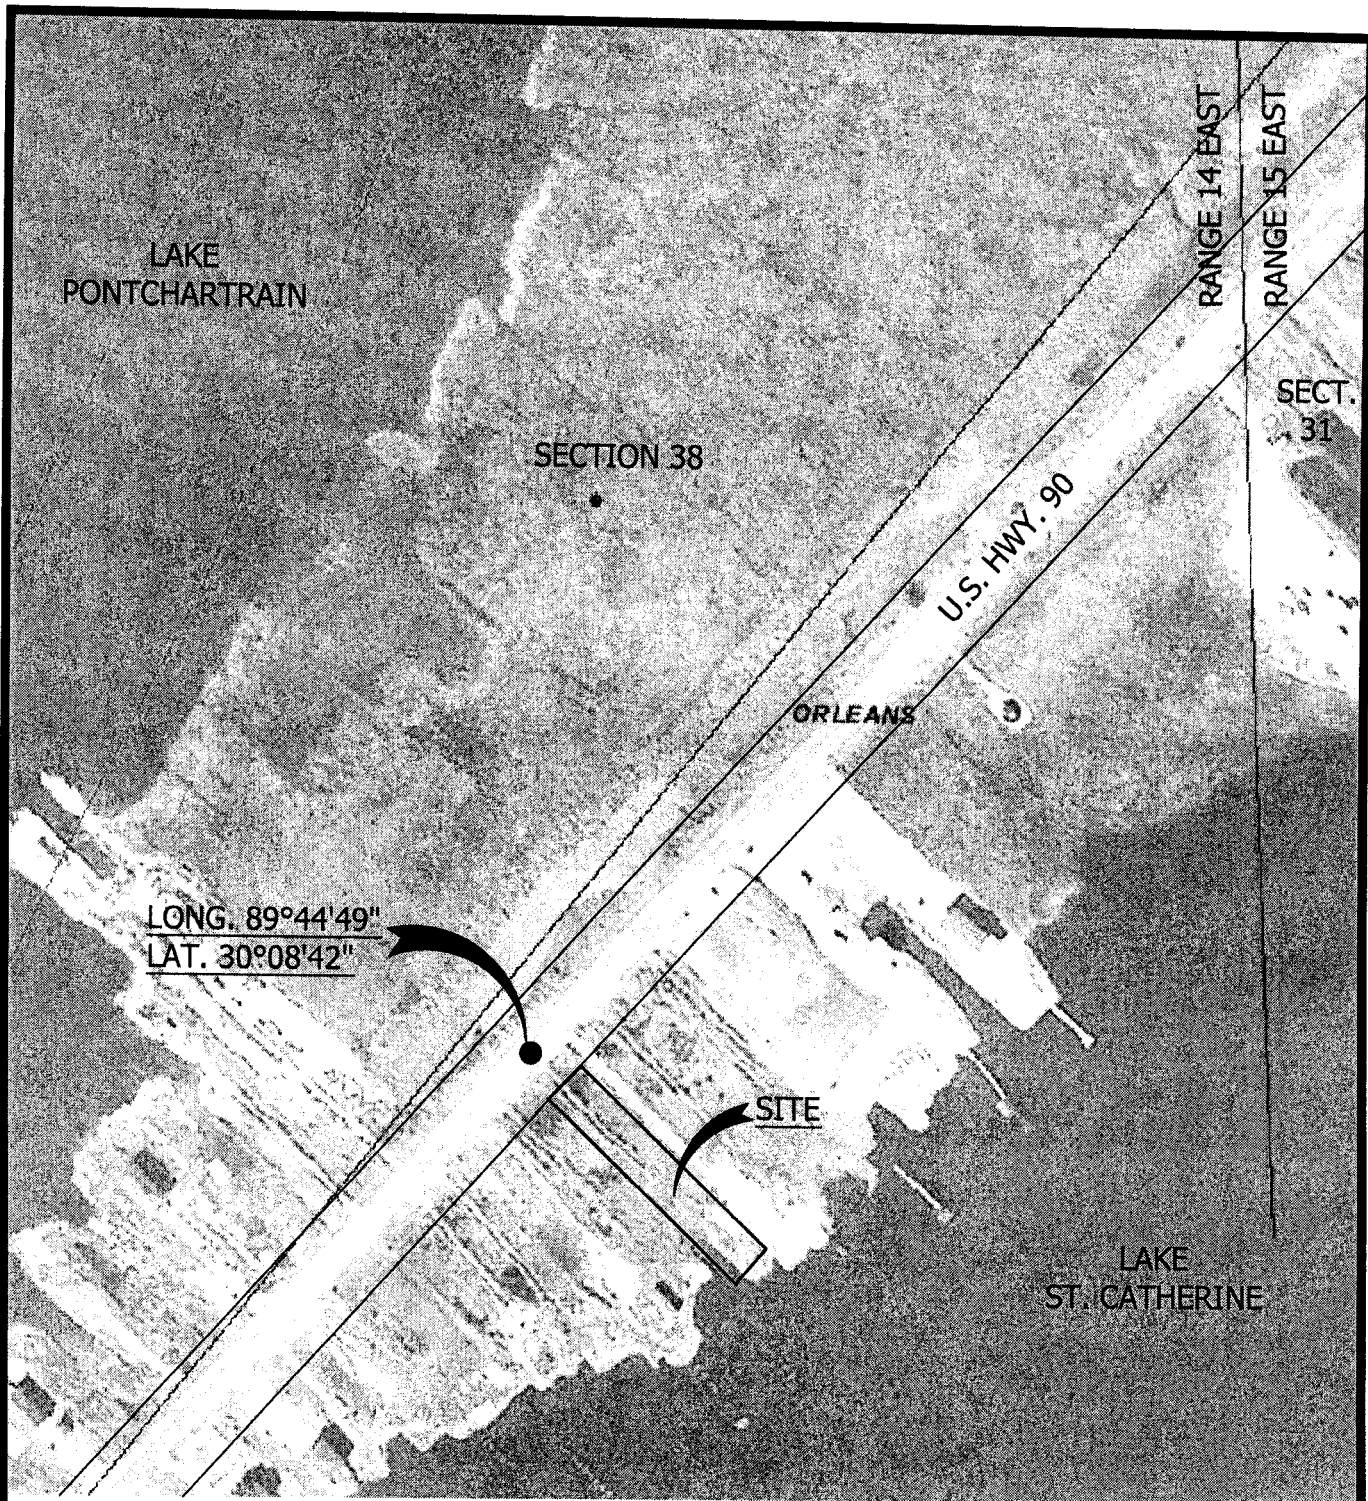 RANGE 14 EAST
RANGE 15 EAST
LAKE
PONTCHARTRAIN
SECT.
31
SECTION 38
U.S. HWY. 90
ORLEANS
LONG. 89°44'49"
LAT. 30°08'42"
SITE
LAKE
ST. CATHERINE